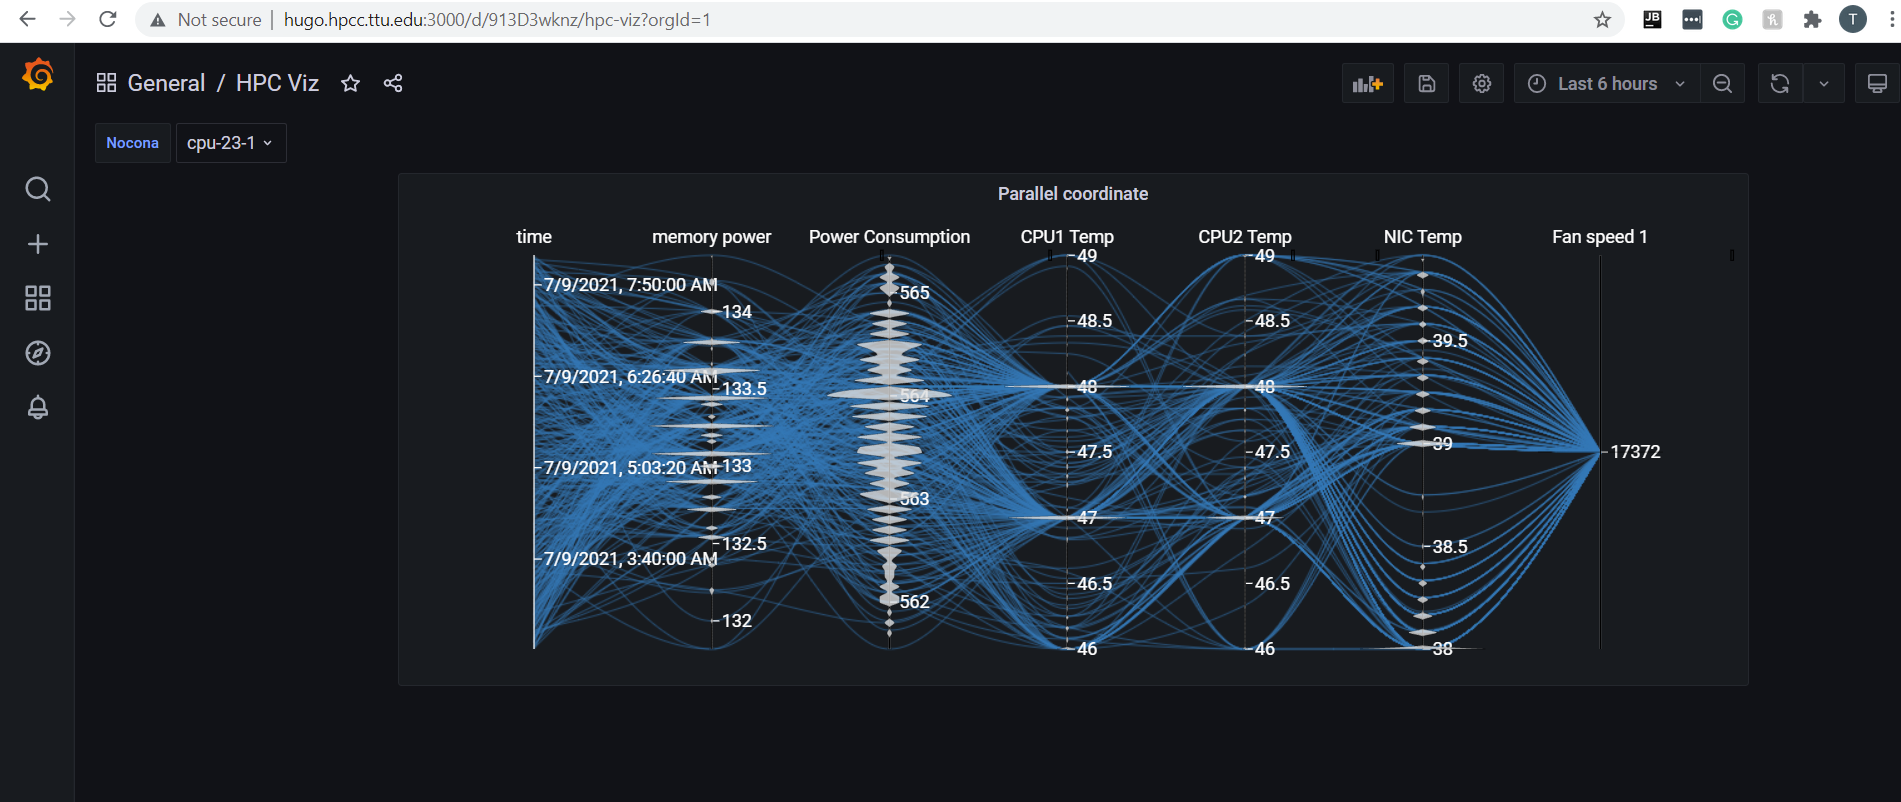 Not secure | hugo.hpcc.ttu.edu:3000/d/913D3wknz/hpc-viz?orgId=1
JB
T
General / HPC Viz
Last 6 hours
Nocona cpu-23-1
Parallel coordinate
time memory power Power Consumption CPU1 Temp CPU2 Temp NIC Temp Fan speed 1
49 49
7/9/2021, 7:50:00 AM 565
134 48.5 48.5
39.5
7/9/2021, 6:26:40 AM 133.5 564 48 48
39
47.5 47.5 17372
7/9/2021, 5:03:20 AM 133
563
47 47
132.5 38.5
7/9/2021, 3:40:00 AM
46.5 46.5
562
132
46 46 38